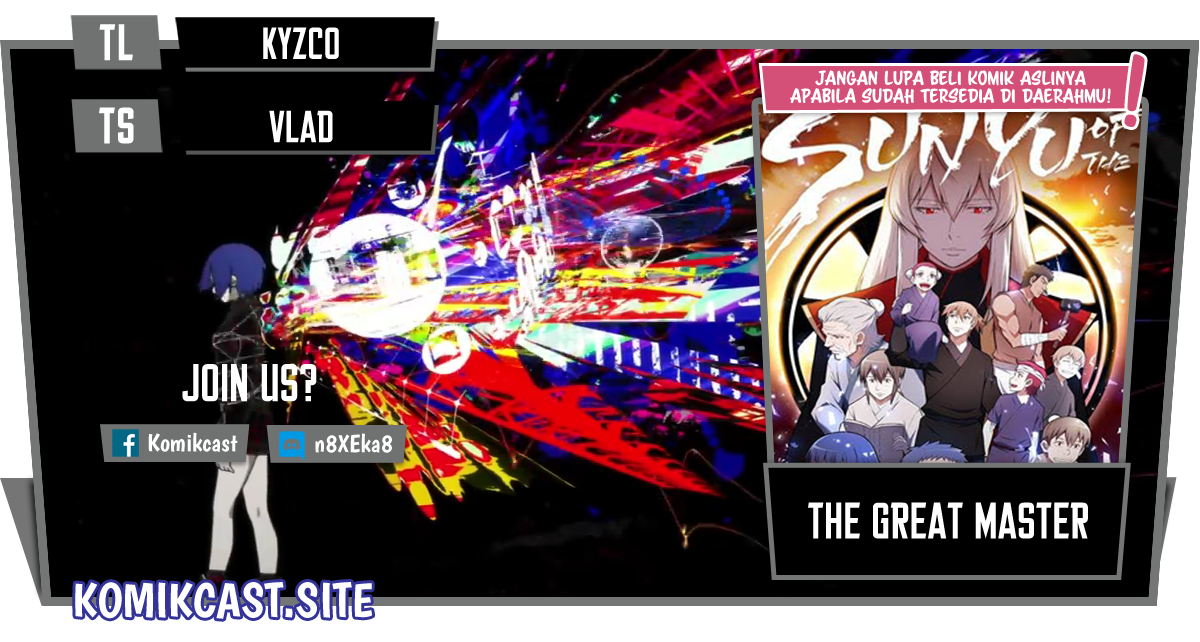 TL
KYZCO
TS
VLAD
JANGAN LUPA BELI KOMIK ASLINYA
APABILA SUDAH TERSEDIA DI DAERAHMU!
SUNYU
OF
THE
JOIN US?
Komikcast
m n8XEka8
THE GREAT MASTER
KOMIKCAST.SITE